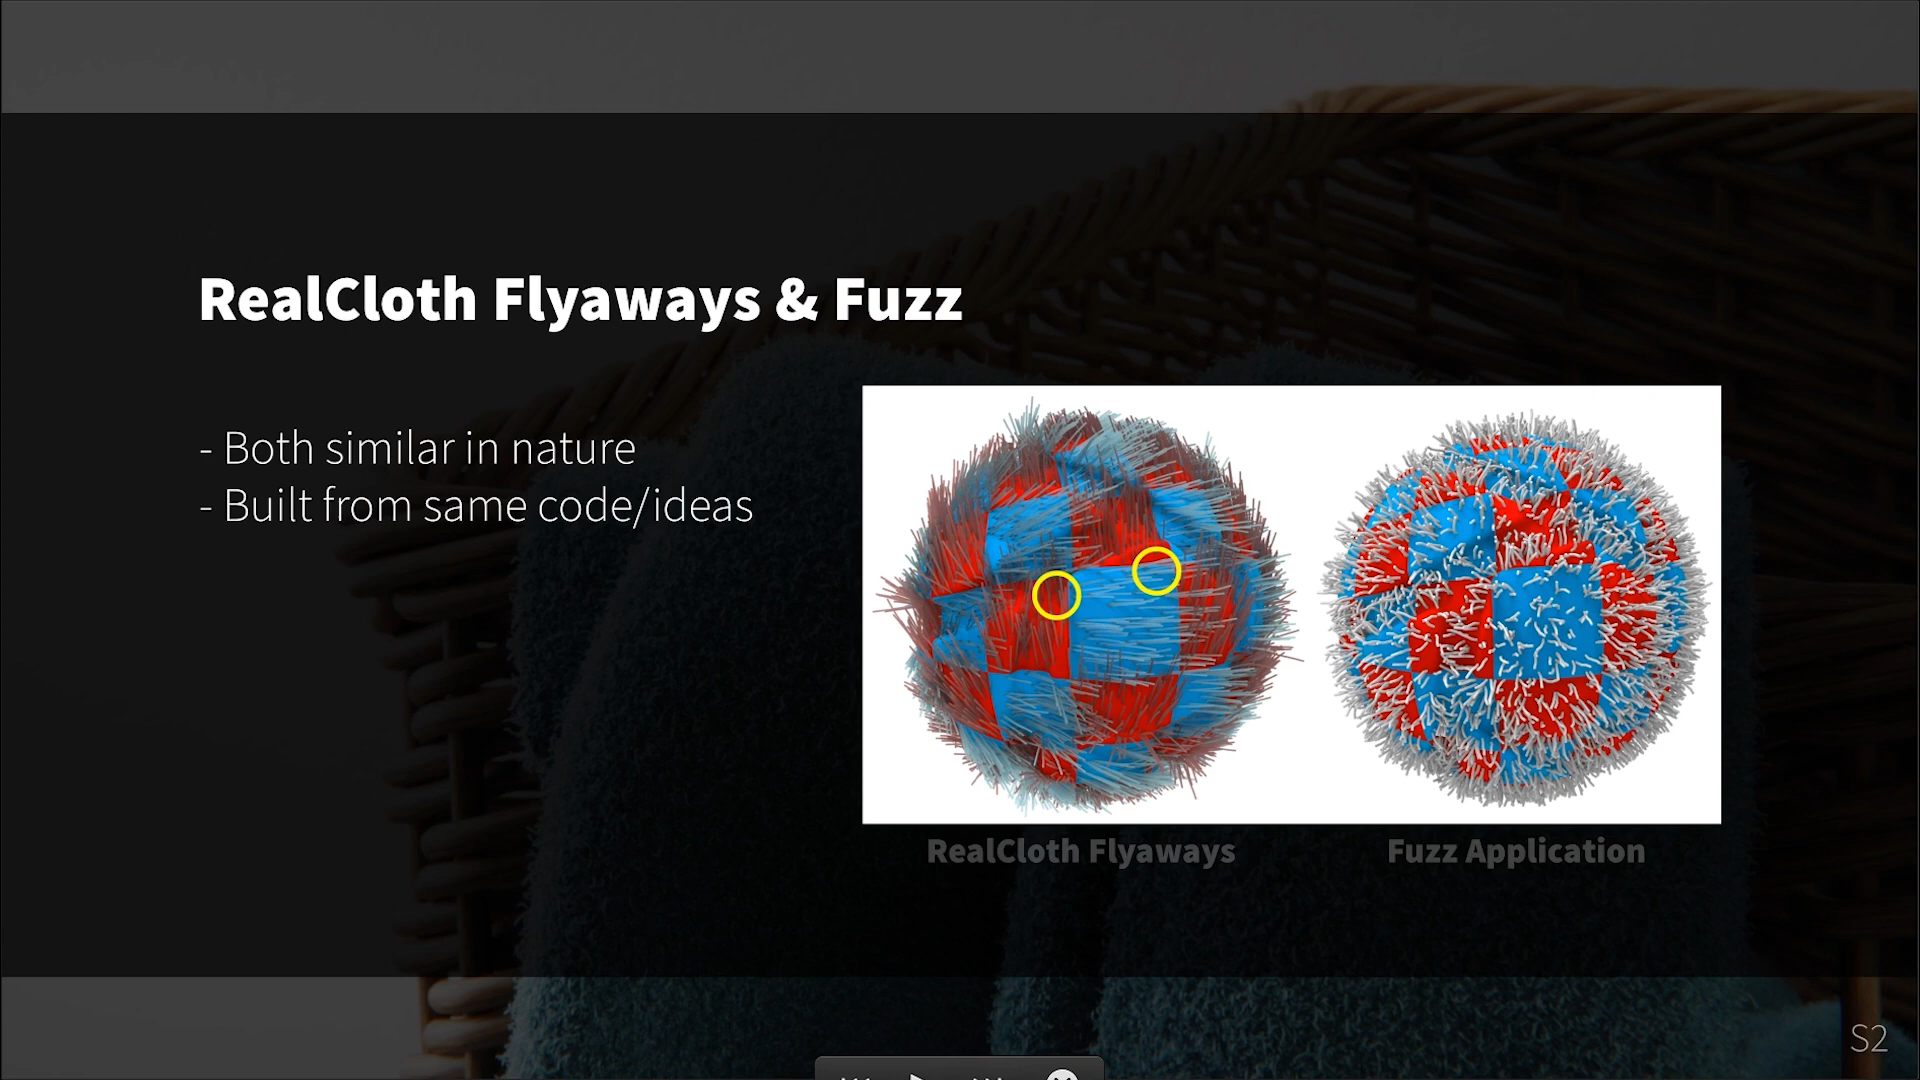 RealCloth Flyaways & Fuzz
- Both similar in nature
- Built from same code/ideas
RealCloth Flyaways
Fuzz Application
S2